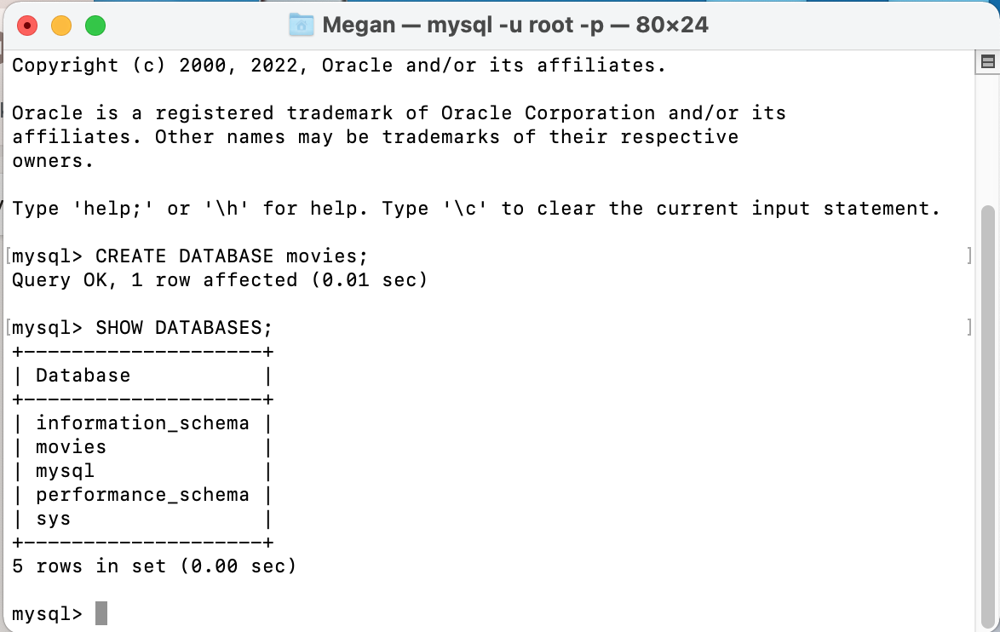 Megan — mysql -u root -p — 80×24
Copyright (c) 2000, 2022, Oracle and/or its affiliates.
Oracle is a registered trademark of Oracle Corporation and/or its
affiliates. Other names may be trademarks of their respective
owners.
Type 'help;' or '\h' for help. Type '\c' to clear the current input statement.
[mysql> CREATE DATABASE movies; ]
Query OK, 1 row affected (0.01 sec)
[mysql> SHOW DATABASES; ]
+--------------------+
| Database           |
+--------------------+
| information_schema |
| movies             |
| mysql              |
| performance_schema |
| sys                |
+--------------------+
5 rows in set (0.00 sec)
mysql>